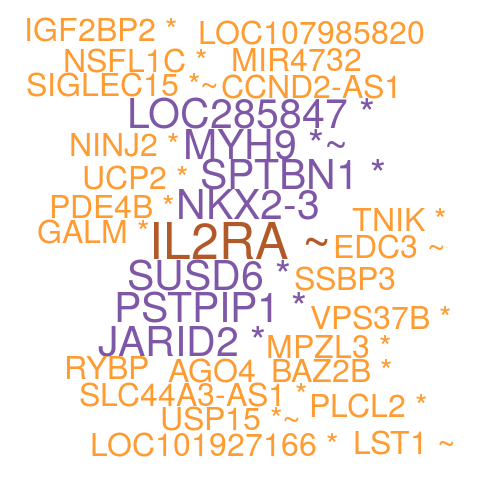 IGF2BP2 * LOC107985820
NSFL1C * MIR4732
SIGLEC15 *~ CCND2-AS1
LOC285847 *
NINJ2 * MYH9 *~
UCP2 * SPTBN1 *
PDE4B * NKX2-3
TNIK *
GALM * IL2RA ~ EDC3 ~
SUSD6 * SSBP3
PSTPIP1 * VPS37B *
JARID2 * MPZL3 *
RYBP AGO4 BAZ2B *
SLC44A3-AS1 * PLCL2 *
USP15 *~
LOC101927166 * LST1 ~